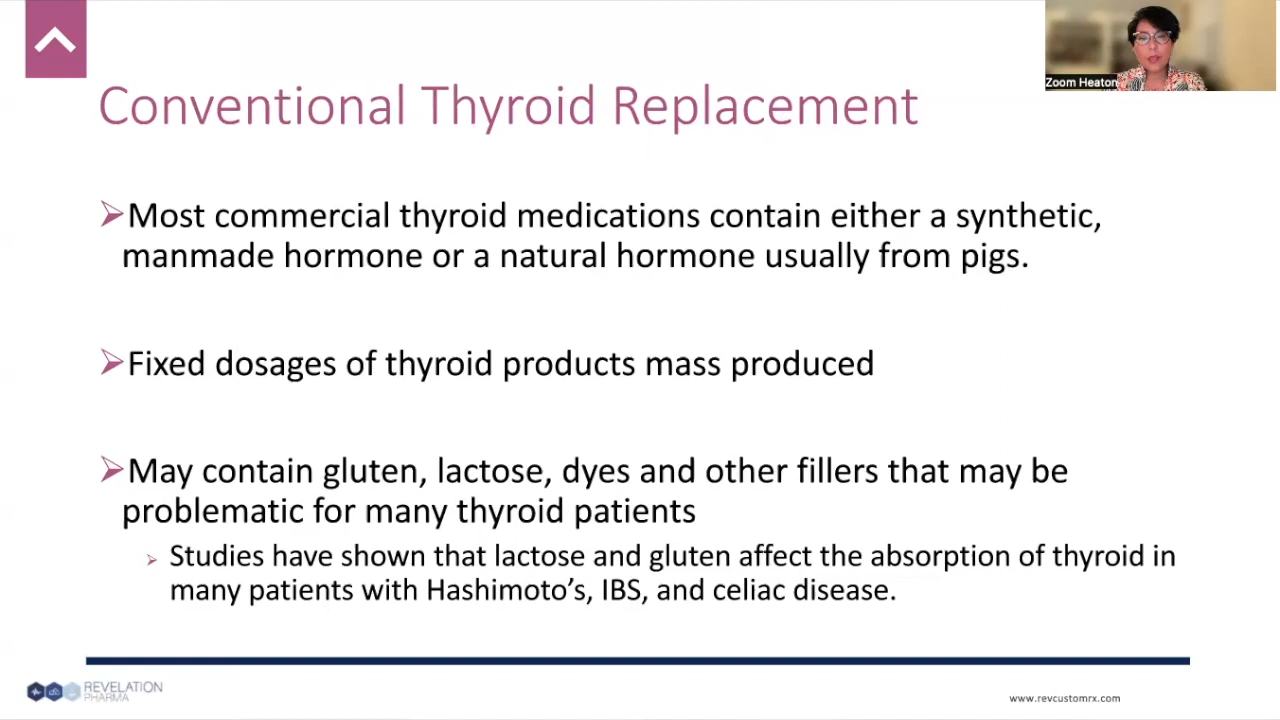 Zoom Heaton
Conventional Thyroid Replacement
➢Most commercial thyroid medications contain either a synthetic,
manmade hormone or a natural hormone usually from pigs.
➢Fixed dosages of thyroid products mass produced
➢May contain gluten, lactose, dyes and other fillers that may be
problematic for many thyroid patients
➢ Studies have shown that lactose and gluten affect the absorption of thyroid in
many patients with Hashimoto’s, IBS, and celiac disease.
REVELATION
PHARMA
www.revcustomrx.com